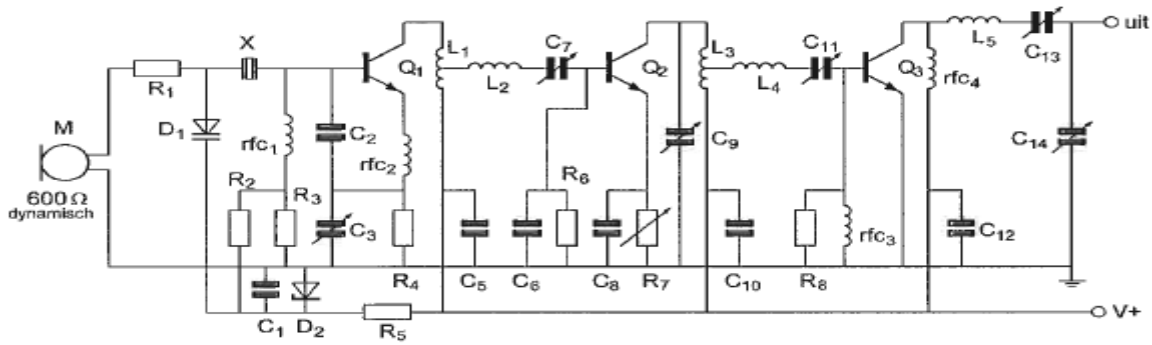 L₁ C₇ L₃ C₁₁ L₅ C₁₃ uit
X Q₁ L₂ Q₂ L₄ Q₃ rfc₄
R₁
M D₁ rfc₁ C₂ rfc₂ C₉ C₁₄
600 Ω
dynamisch
R₂ R₃ C₃ R₆ rfc₃ C₁₂
R₄ C₅ C₆ C₈ R₇ C₁₀ R₈
C₁ D₂ R₅ V+